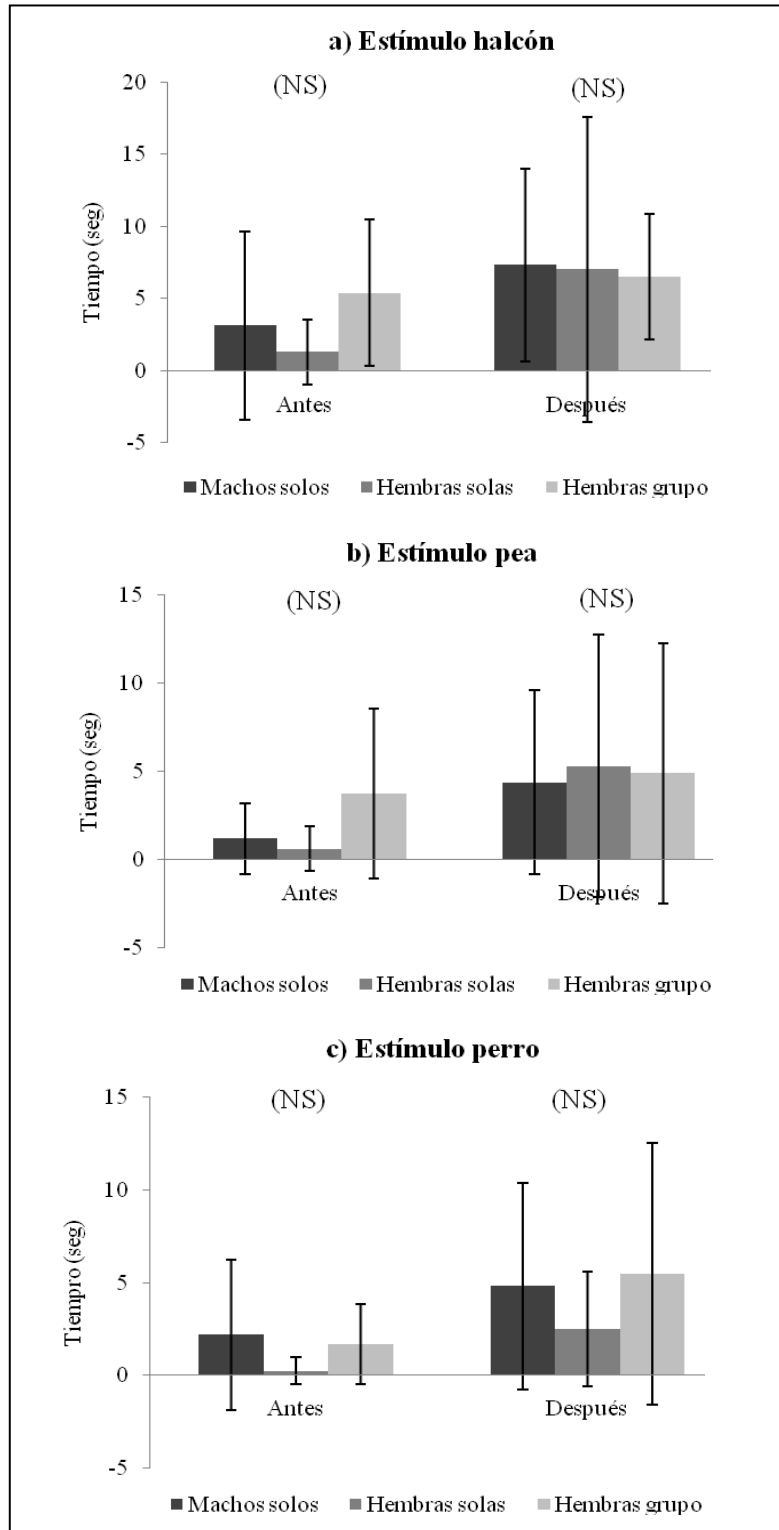 a) Estímulo halcón
(NS) (NS)
20
15
10
5
0
-5
Tiempo (seg)
Antes Después
Machos solos Hembras solas Hembras grupo
b) Estímulo pea
(NS) (NS)
15
10
5
0
-5
Tiempo (seg)
Antes Después
Machos solos Hembras solas Hembras grupo
c) Estímulo perro
(NS) (NS)
15
10
5
0
-5
Tiempro (seg)
Antes Después
Machos solos Hembras solas Hembras grupo